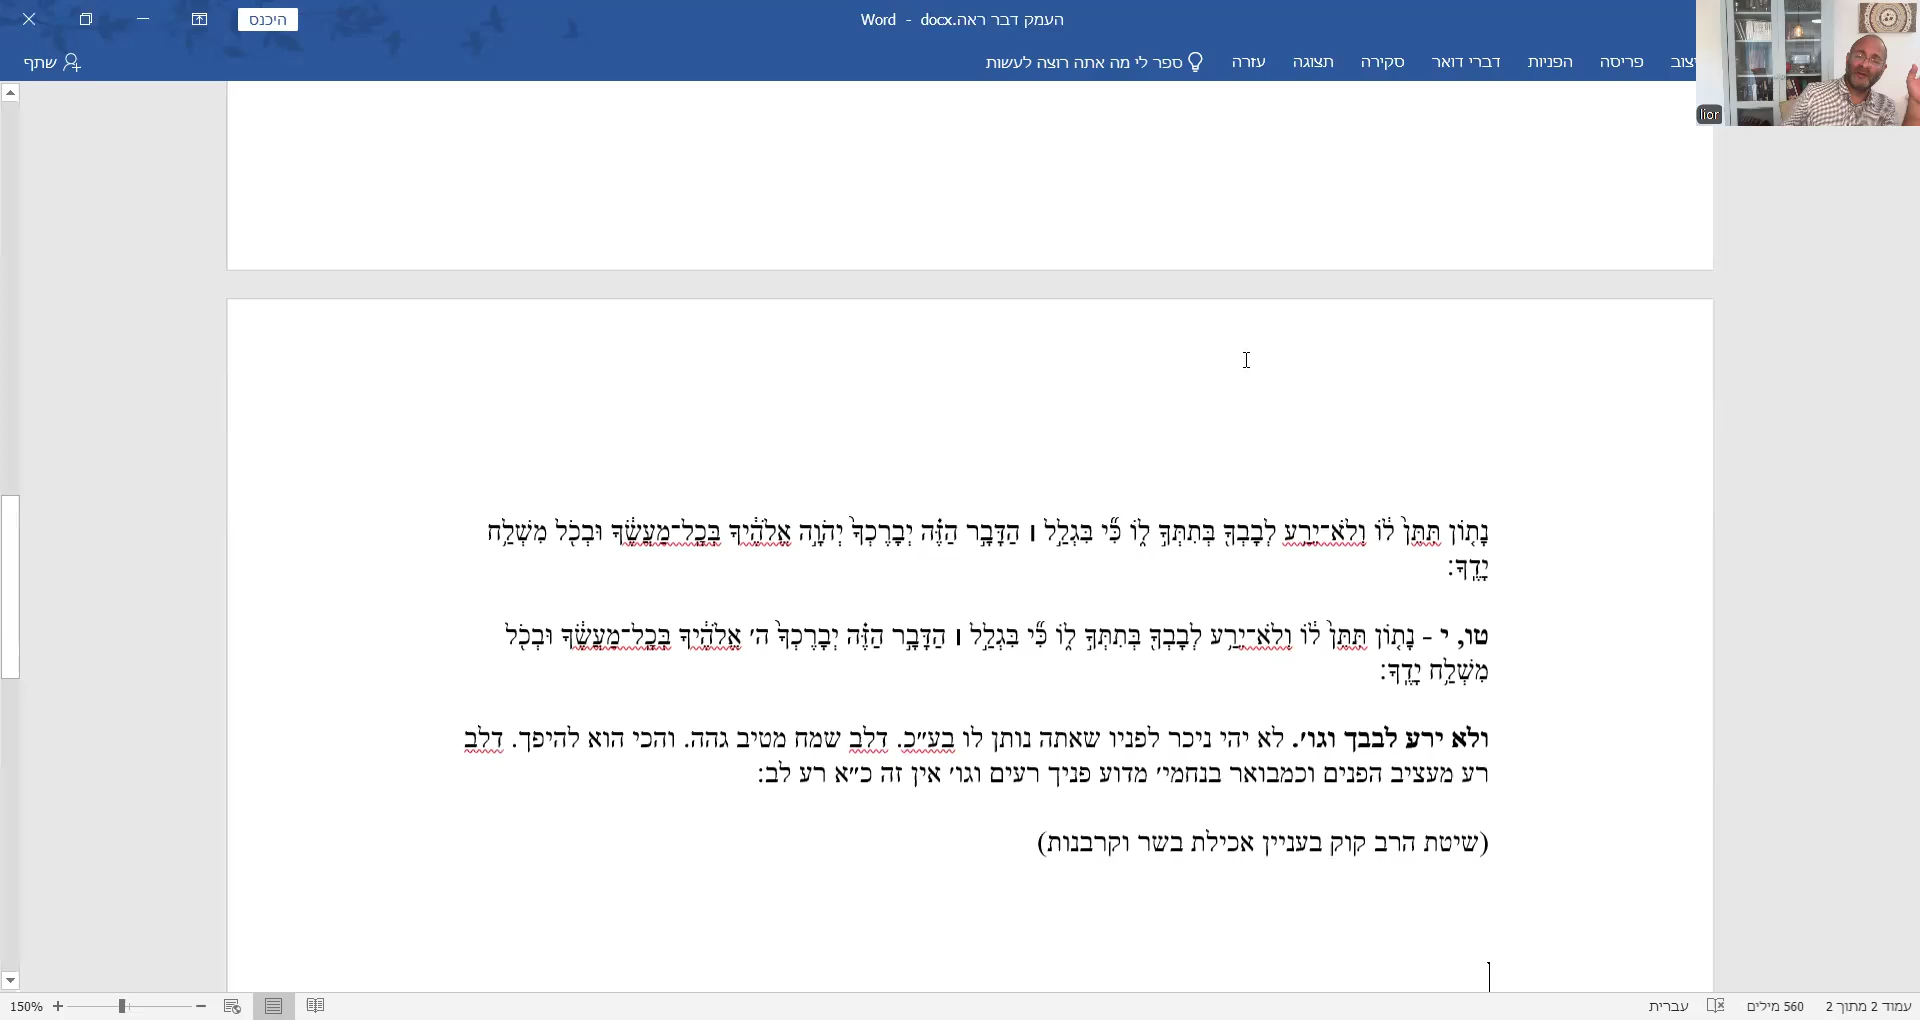 העמק דבר ראה.docx - Word
היכנס
יצוב
פריסה
הפניות
דברי דואר
סקירה
תצוגה
עזרה
ספר לי מה אתה רוצה לעשות
שתף
lior
נָת֤וֹן תִּתֵּן֙ ל֔וֹ וְלֹא־יֵרַ֥ע לְבָבְךָ֖ בְּתִתְּךָ֣ ל֑וֹ כִּ֞י בִּגְלַ֣ל ׀ הַדָּבָ֣ר הַזֶּ֗ה יְבָרֶכְךָ֙ יְהֹוָ֣ה אֱלֹהֶ֔יךָ בְּכׇֽל־מַעֲשֶׂ֔ךָ וּבְכֹ֖ל מִשְׁלַ֥ח
יָדֶֽךָ׃
טו, י - נָת֤וֹן תִּתֵּן֙ ל֔וֹ וְלֹא־יֵרַ֥ע לְבָבְךָ֖ בְּתִתְּךָ֣ ל֑וֹ כִּ֞י בִּגְלַ֣ל ׀ הַדָּבָ֣ר הַזֶּ֗ה יְבָרֶכְךָ֙ ה׳ אֱלֹהֶ֔יךָ בְּכׇֽל־מַעֲשֶׂ֔ךָ וּבְכֹ֖ל
מִשְׁלַ֥ח יָדֶֽךָ׃
ולא ירע לבבך וגו׳. לא יהי ניכר לפניו שאתה נותן לו בע״כ. דלב שמח מטיב גהה. והכי הוא להיפך. דלב
רע מעציב הפנים וכמבואר בנחמי׳ מדוע פניך רעים וגו׳ אין זה כ״א רע לב:
(שיטת הרב קוק בעניין אכילת בשר וקרבנות)
עמוד 2 מתוך 2
560 מילים
עברית
150%